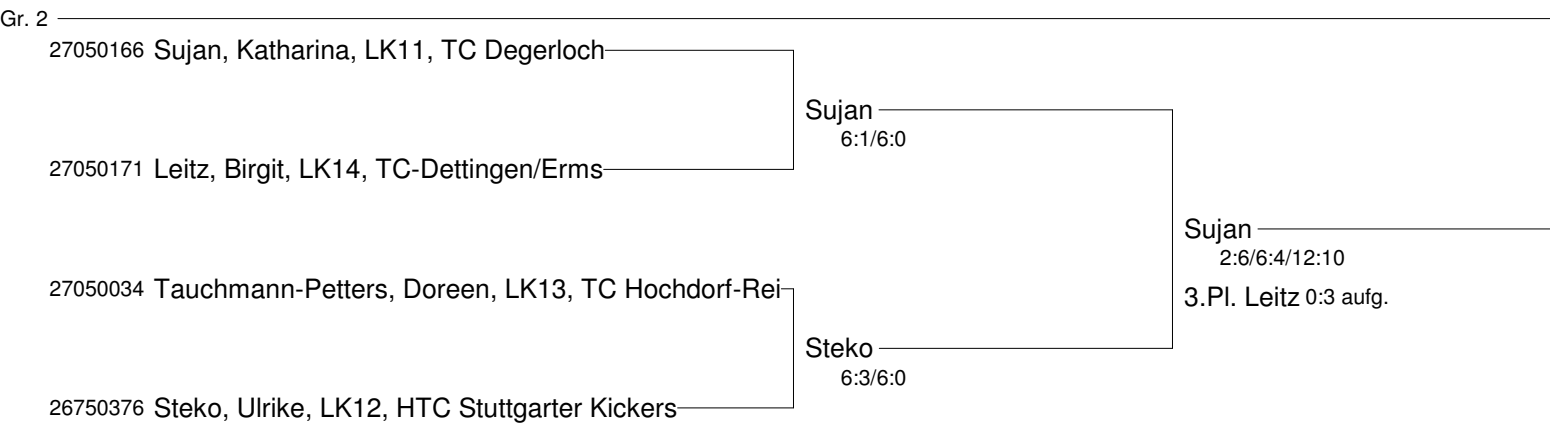 Gr. 2
27050166 Sujan, Katharina, LK11, TC Degerloch
Sujan
6:1/6:0
27050171 Leitz, Birgit, LK14, TC-Dettingen/Erms
Sujan
2:6/6:4/12:10
27050034 Tauchmann-Petters, Doreen, LK13, TC Hochdorf-Rei
3.Pl. Leitz 0:3 aufg.
Steko
6:3/6:0
26750376 Steko, Ulrike, LK12, HTC Stuttgarter Kickers